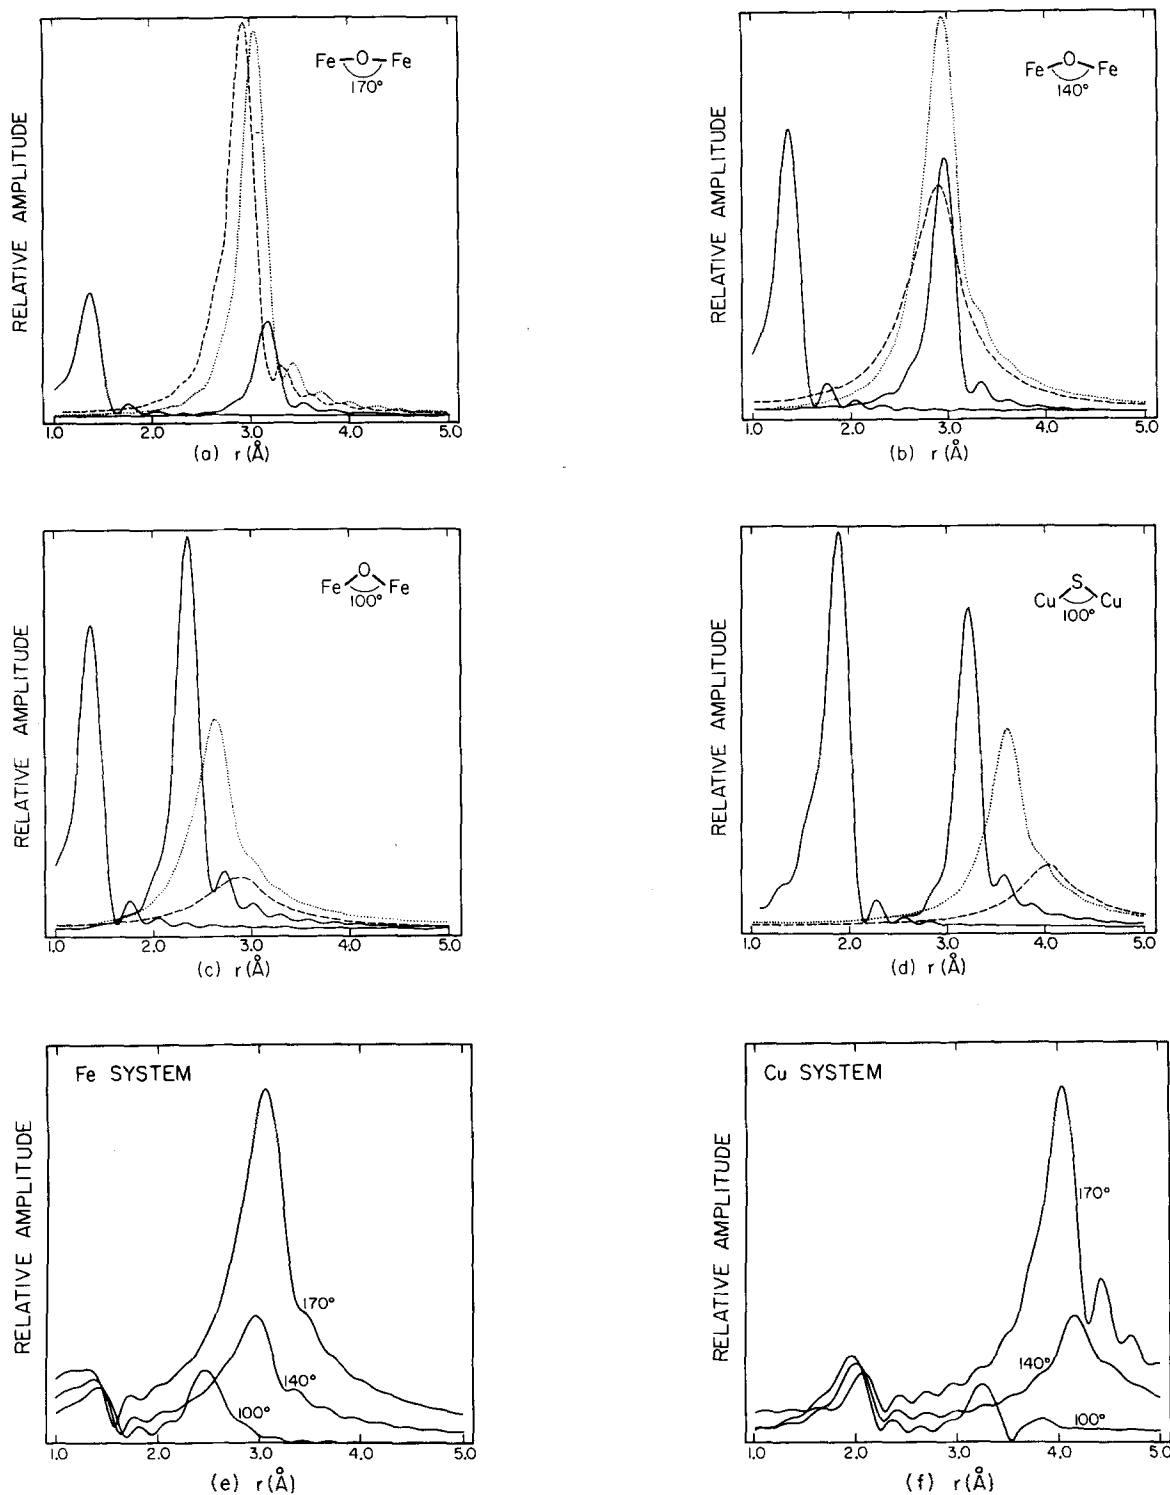 RELATIVE AMPLITUDE
Fe O Fe
170°
1.0 2.0 3.0 4.0 5.0
(a) r (Å)
RELATIVE AMPLITUDE
Fe O Fe
140°
1.0 2.0 3.0 4.0 5.0
(b) r (Å)
RELATIVE AMPLITUDE
Fe O Fe
100°
1.0 2.0 3.0 4.0 5.0
(c) r (Å)
RELATIVE AMPLITUDE
Cu S Cu
100°
1.0 2.0 3.0 4.0 5.0
(d) r (Å)
RELATIVE AMPLITUDE
Fe SYSTEM
170°
140°
100°
1.0 2.0 3.0 4.0 5.0
(e) r (Å)
RELATIVE AMPLITUDE
Cu SYSTEM
170°
140°
100°
1.0 2.0 3.0 4.0 5.0
(f) r (Å)